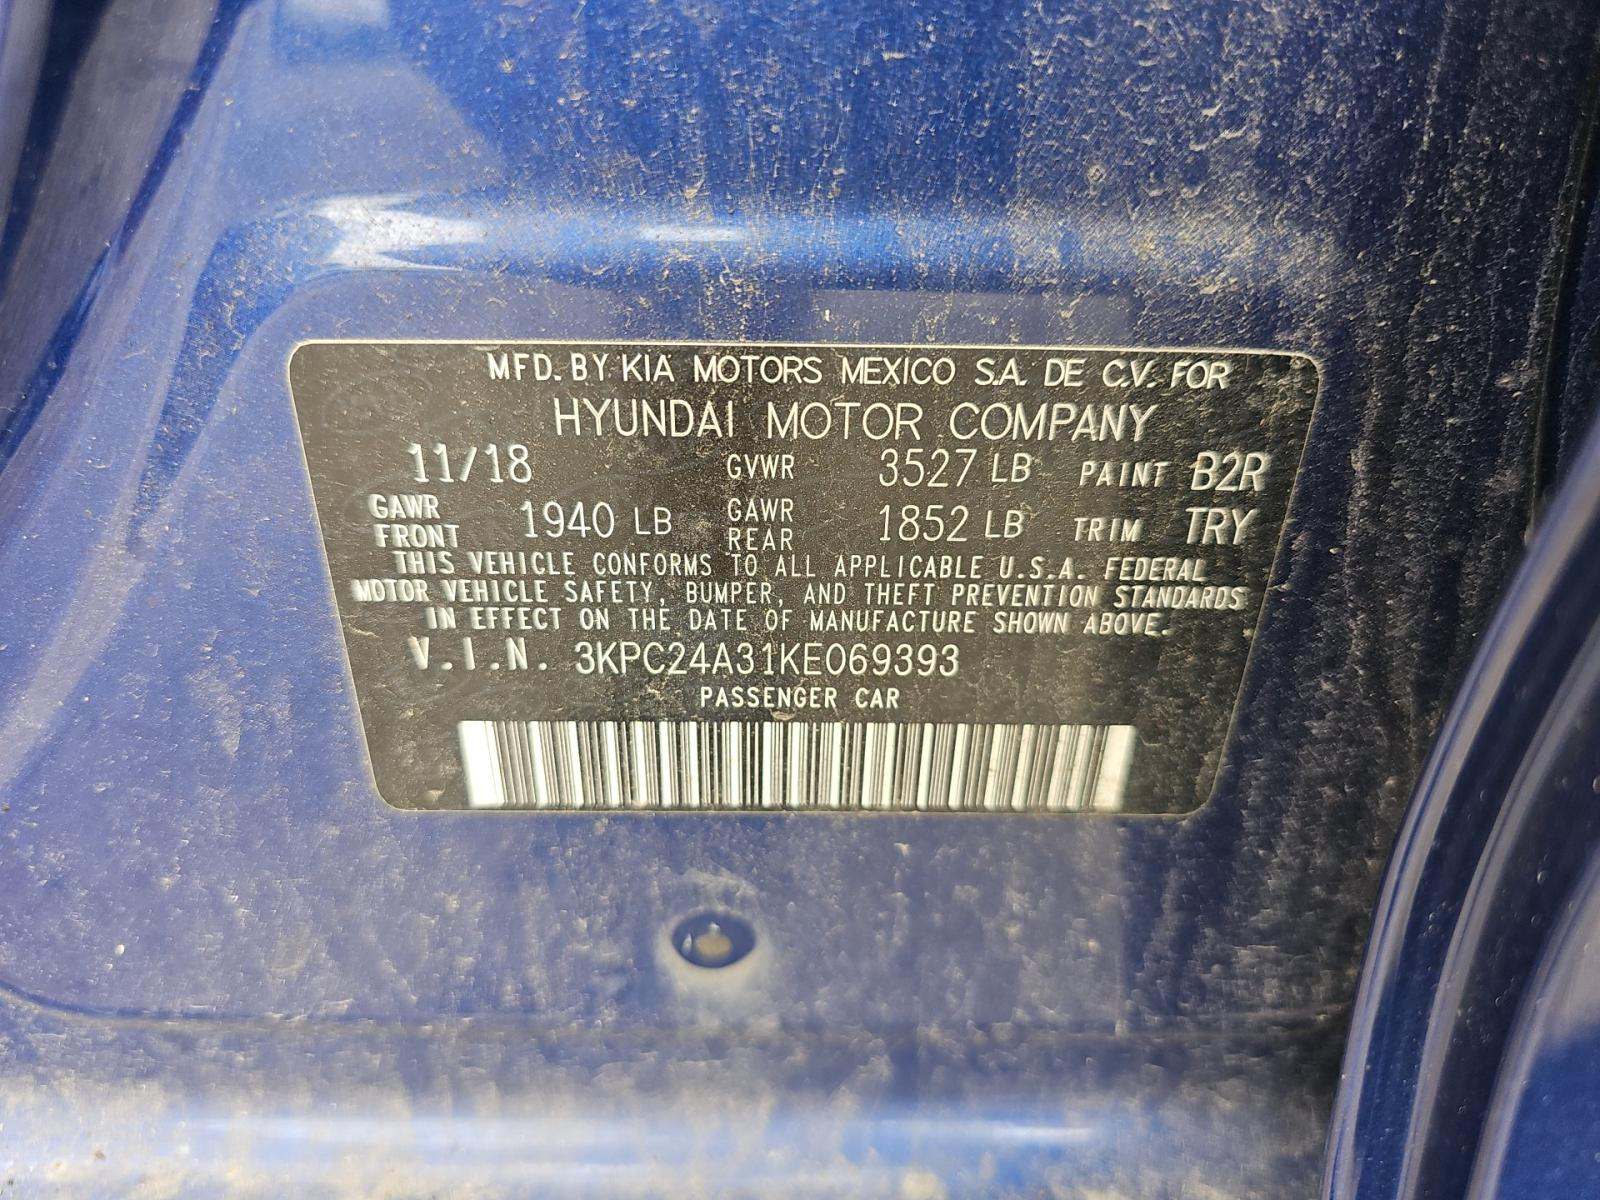 MFD. BY KIA MOTORS MEXICO S.A. DE C.V. FOR
HYUNDAI MOTOR COMPANY
11/18 GVWR 3527 LB PAINT B2R
GAWR FRONT 1940 LB GAWR REAR 1852 LB TRIM TRY
THIS VEHICLE CONFORMS TO ALL APPLICABLE U.S.A. FEDERAL
MOTOR VEHICLE SAFETY, BUMPER, AND THEFT PREVENTION STANDARDS
IN EFFECT ON THE DATE OF MANUFACTURE SHOWN ABOVE.
V.I.N. 3KPC24A31KE069393
PASSENGER CAR